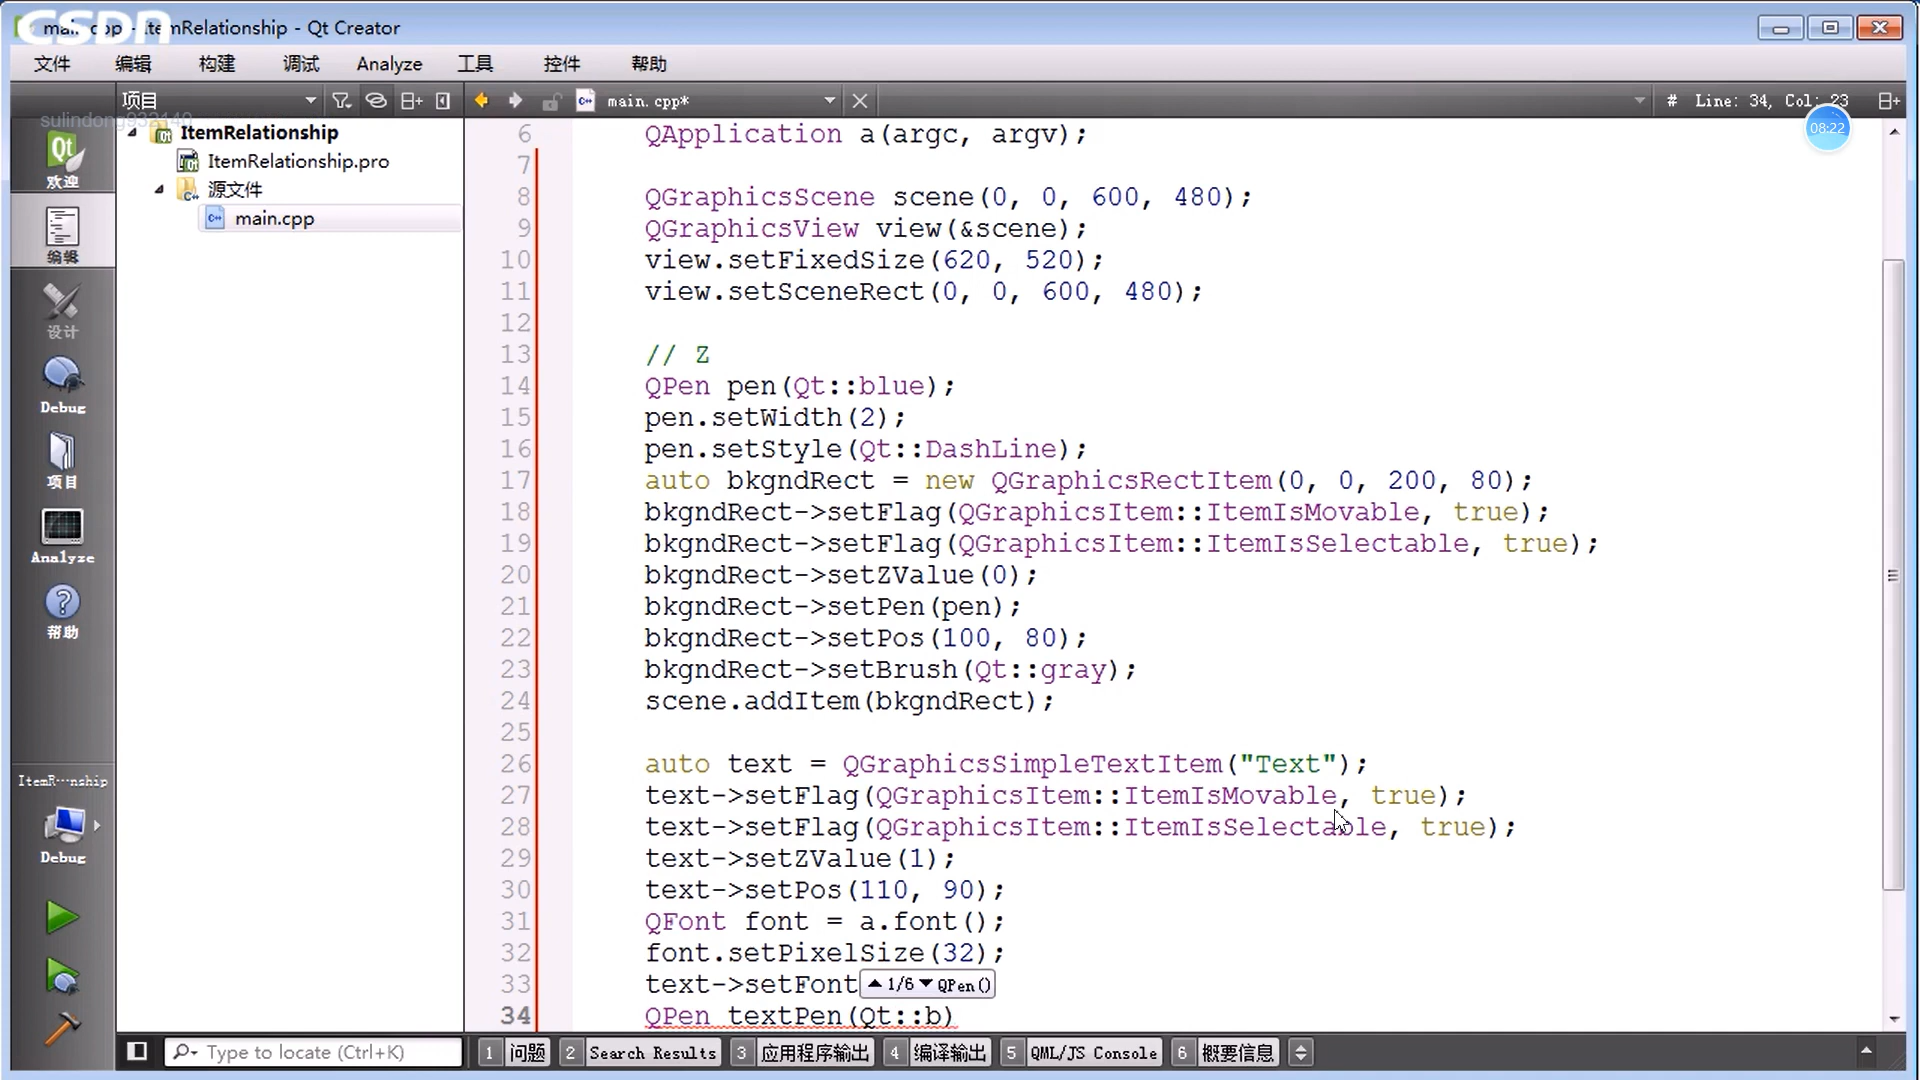 CSDN
ItemRelationship - Qt Creator
文件 编辑 构建 调试 Analyze 工具 控件 帮助
项目
main.cpp*
# Line: 34, Col: 23
08:22
ItemRelationship
ItemRelationship.pro
源文件
main.cpp
欢迎
编辑
设计
Debug
项目
Analyze
帮助
ItemR···nship
Debug
6 QApplication a(argc, argv);
7
8 QGraphicsScene scene(0, 0, 600, 480);
9 QGraphicsView view(&scene);
10 view.setFixedSize(620, 520);
11 view.setSceneRect(0, 0, 600, 480);
12
13 // Z
14 QPen pen(Qt::blue);
15 pen.setWidth(2);
16 pen.setStyle(Qt::DashLine);
17 auto bkgndRect = new QGraphicsRectItem(0, 0, 200, 80);
18 bkgndRect->setFlag(QGraphicsItem::ItemIsMovable, true);
19 bkgndRect->setFlag(QGraphicsItem::ItemIsSelectable, true);
20 bkgndRect->setZValue(0);
21 bkgndRect->setPen(pen);
22 bkgndRect->setPos(100, 80);
23 bkgndRect->setBrush(Qt::gray);
24 scene.addItem(bkgndRect);
25
26 auto text = QGraphicsSimpleTextItem("Text");
27 text->setFlag(QGraphicsItem::ItemIsMovable, true);
28 text->setFlag(QGraphicsItem::ItemIsSelectable, true);
29 text->setZValue(1);
30 text->setPos(110, 90);
31 QFont font = a.font();
32 font.setPixelSize(32);
33 text->setFont 1/6 QPen()
34 QPen textPen(Qt::b)
Type to locate (Ctrl+K)
1 问题 2 Search Results 3 应用程序输出 4 编译输出 5 QML/JS Console 6 概要信息